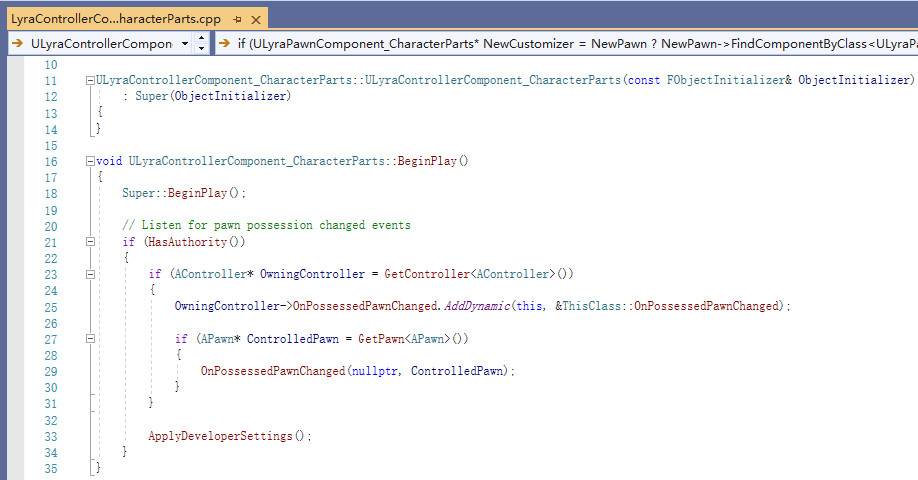 LyraControllerCo...haracterParts.cpp
ULyraControllerCompon
if (ULyraPawnComponent_CharacterParts* NewCustomizer = NewPawn ? NewPawn->FindComponentByClass<ULyraPa
10
11 ULyraControllerComponent_CharacterParts::ULyraControllerComponent_CharacterParts(const FObjectInitializer& ObjectInitializer)
12 : Super(ObjectInitializer)
13 {
14 }
15
16 void ULyraControllerComponent_CharacterParts::BeginPlay()
17 {
18 Super::BeginPlay();
19
20 // Listen for pawn possession changed events
21 if (HasAuthority())
22 {
23 if (AController* OwningController = GetController<AController>())
24 {
25 OwningController->OnPossessedPawnChanged.AddDynamic(this, &ThisClass::OnPossessedPawnChanged);
26
27 if (APawn* ControlledPawn = GetPawn<APawn>())
28 {
29 OnPossessedPawnChanged(nullptr, ControlledPawn);
30 }
31 }
32
33 ApplyDeveloperSettings();
34 }
35 }